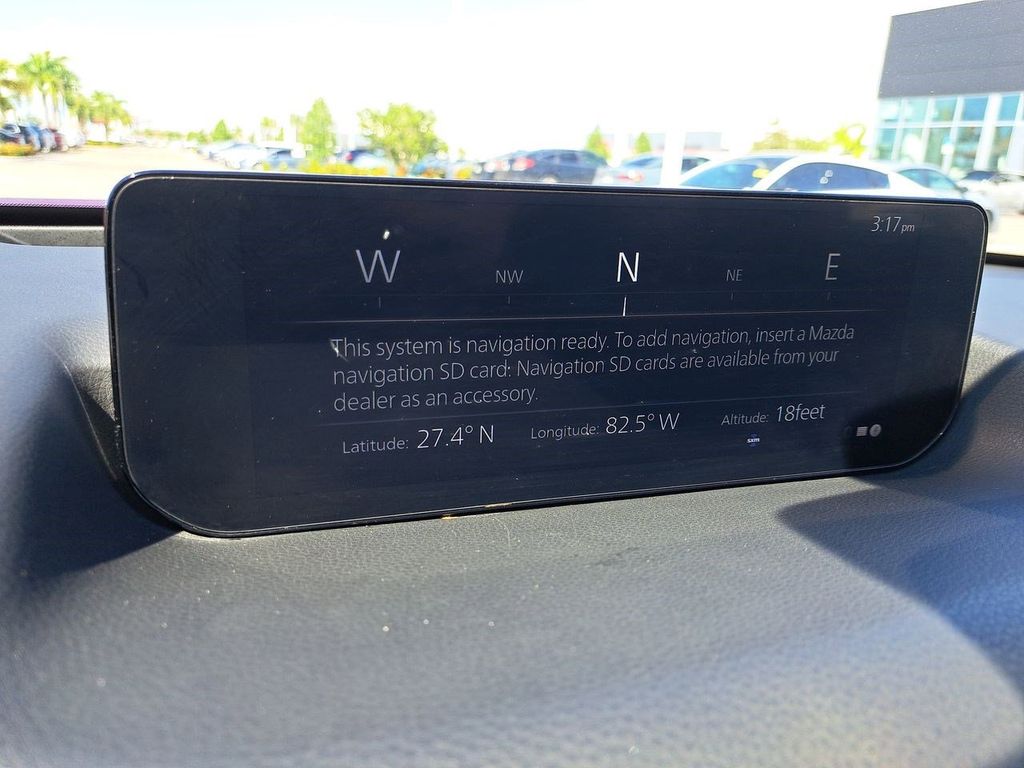 3:17pm
W NW N NE E
This system is navigation ready. To add navigation, insert a Mazda
navigation SD card: Navigation SD cards are available from your
dealer as an accessory.
Latitude: 27.4° N Longitude: 82.5° W Altitude: 18feet
sxm